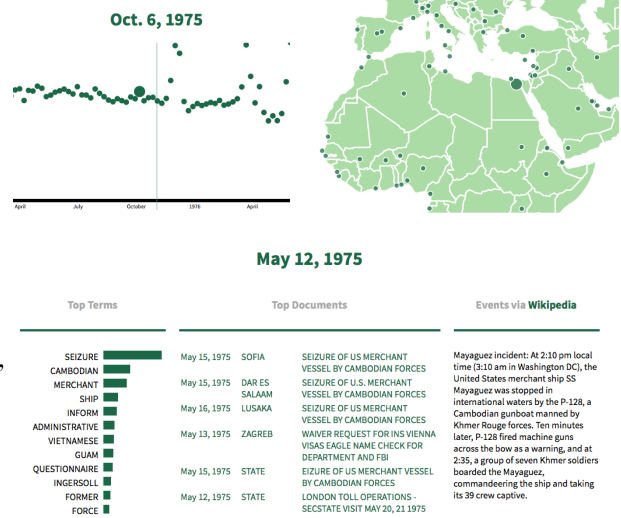 Oct. 6, 1975
April July October 1976 April
May 12, 1975
Top Terms
SEIZURE
CAMBODIAN
MERCHANT
SHIP
INFORM
ADMINISTRATIVE
VIETNAMESE
GUAM
QUESTIONNAIRE
INGERSOLL
FORMER
FORCE
Top Documents
May 15, 1975 SOFIA SEIZURE OF US MERCHANT
VESSEL BY CAMBODIAN FORCES
May 15, 1975 DAR ES SEIZURE OF U.S. MERCHANT
SALAAM VESSEL BY CAMBODIAN FORCES
May 16, 1975 LUSAKA SEIZURE OF US MERCHANT
VESSEL BY CAMBODIAN FORCES
May 13, 1975 ZAGREB WAIVER REQUEST FOR INS VIENNA
VISAS EAGLE NAME CHECK FOR
DEPARTMENT AND FBI
May 15, 1975 STATE EIZURE OF US MERCHANT VESSEL
BY CAMBODIAN FORCES
May 12, 1975 STATE LONDON TOLL OPERATIONS -
SECSTATE VISIT MAY 20, 21 1975
Events via Wikipedia
Mayaguez incident: At 2:10 pm local
time (3:10 am in Washington DC), the
United States merchant ship SS
Mayaguez was stopped in
international waters by the P-128, a
Cambodian gunboat manned by
Khmer Rouge forces. Ten minutes
later, P-128 fired machine guns
across the bow as a warning, and at
2:35, a group of seven Khmer soldiers
boarded the Mayaguez,
commandeering the ship and taking
its 39 crew captive.